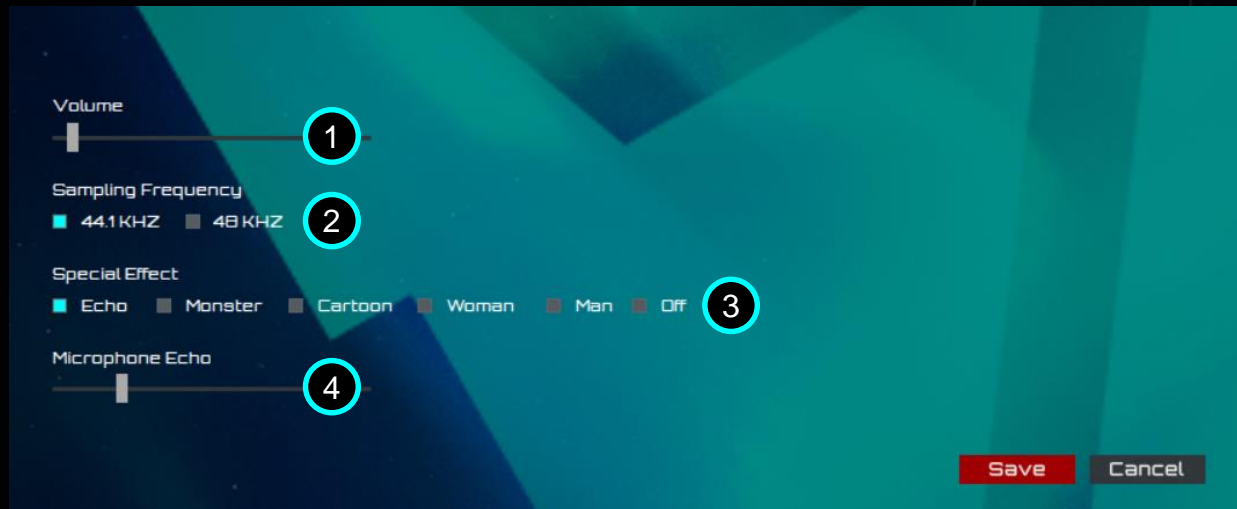 Volume
1
Sampling Frequency
44.1 KHZ 48 KHZ 2
Special Effect
Echo Monster Cartoon Woman Man Off 3
Microphone Echo
4
Save Cancel